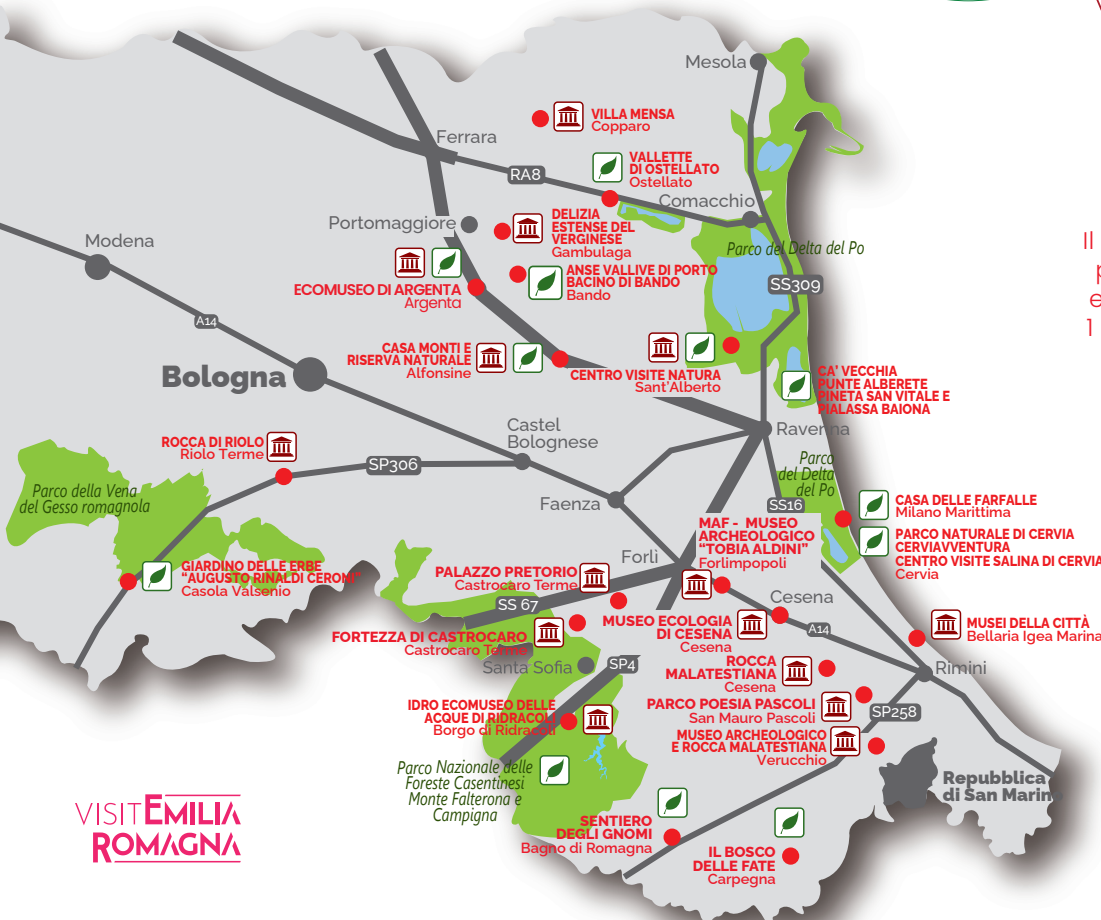 Mesola
VILLA MENSA
Copparo
Ferrara
VALLETTE
DI OSTELLATO
Ostellato
RA8
Comacchio
Portomaggiore
DELIZIA
ESTENSE DEL
VERGINESE
Gambulaga
Parco del Delta del Po
Modena
ANSE VALLIVE DI PORTO
BACINO DI BANDO
Bando
SS309
ECOMUSEO DI ARGENTA
Argenta
A14
CASA MONTI E
RISERVA NATURALE
Alfonsine
CENTRO VISITE NATURA
Sant'Alberto
Bologna
CA' VECCHIA
PUNTE ALBERETE
PINETA SAN VITALE E
PIALASSA BAIONA
Castel
Bolognese
Ravenna
ROCCA DI RIOLO
Riolo Terme
SP306
Parco
del Delta
del Po
Parco della Vena
del Gesso romagnola
Faenza
SS16
CASA DELLE FARFALLE
Milano Marittima
MAF - MUSEO
ARCHEOLOGICO
"TOBIA ALDINI"
Forlimpopoli
PARCO NATURALE DI CERVIA
CERVIAVVENTURA
CENTRO VISITE SALINA DI CERVIA
Cervia
Forlì
GIARDINO DELLE ERBE
"AUGUSTO RINALDI CERONI"
Casola Valsenio
PALAZZO PRETORIO
Castrocaro Terme
SS 67
Cesena
MUSEO ECOLOGIA
DI CESENA
Cesena
A14
MUSEI DELLA CITTÀ
Bellaria Igea Marina
FORTEZZA DI CASTROCARO
Castrocaro Terme
Santa Sofia
SP4
ROCCA
MALATESTIANA
Cesena
Rimini
IDRO ECOMUSEO DELLE
ACQUE DI RIDRACOLI
Borgo di Ridracoli
PARCO POESIA PASCOLI
San Mauro Pascoli
SP258
MUSEO ARCHEOLOGICO
E ROCCA MALATESTIANA
Verucchio
Parco Nazionale delle
Foreste Casentinesi
Monte Falterona e
Campigna
Repubblica
di San Marino
SENTIERO
DEGLI GNOMI
Bagno di Romagna
IL BOSCO
DELLE FATE
Carpegna
VISIT EMILIA
ROMAGNA
Il
e
1